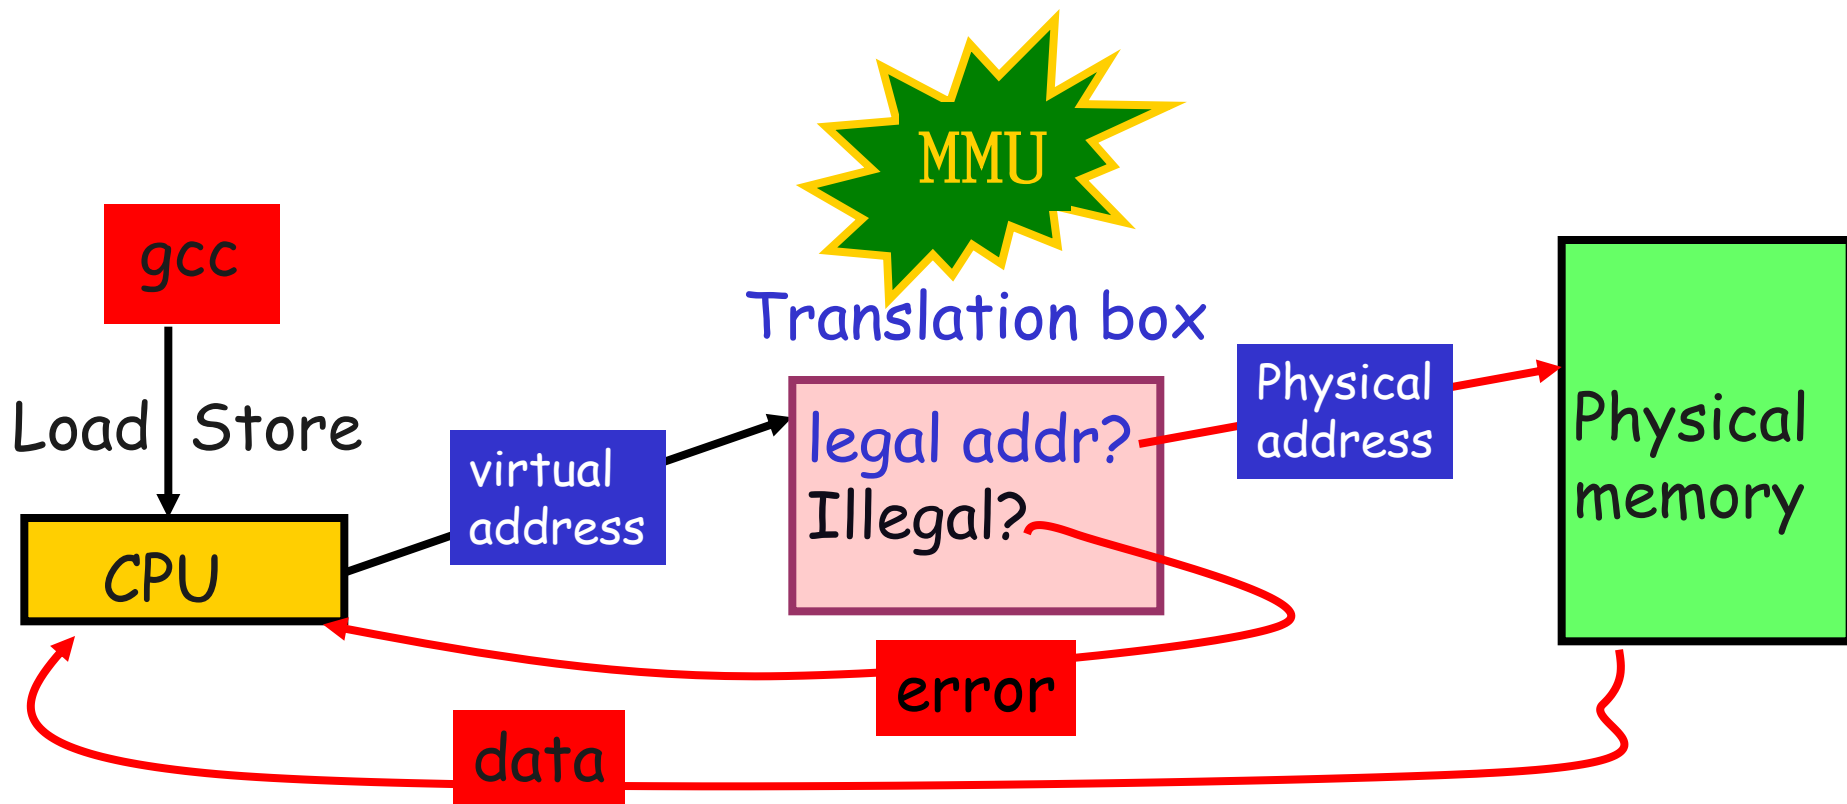 MMU
gcc
Translation box
Load Store
virtual
address
legal addr?
Illegal?
Physical
address
Physical
memory
CPU
error
data